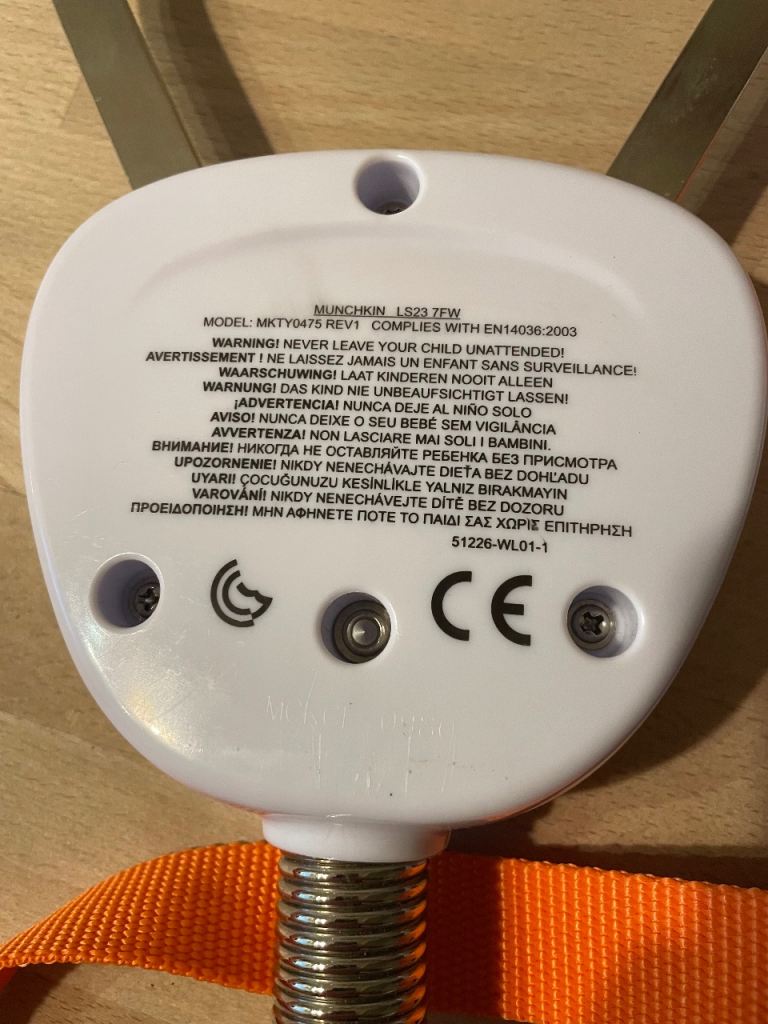 MUNCHKIN LS23 7FW
MODEL: MKTY0475 REV1 COMPLIES WITH EN14036:2003
WARNING! NEVER LEAVE YOUR CHILD UNATTENDED!
AVERTISSEMENT ! NE LAISSEZ JAMAIS UN ENFANT SANS SURVEILLANCE!
WAARSCHUWING! LAAT KINDEREN NOOIT ALLEEN
WARNUNG! DAS KIND NIE UNBEAUFSICHTIGT LASSEN!
¡ADVERTENCIA! NUNCA DEJE AL NIÑO SOLO
AVISO! NUNCA DEIXE O SEU BEBÉ SEM VIGILÂNCIA
AVVERTENZA! NON LASCIARE MAI SOLI I BAMBINI.
ВНИМАНИЕ! НИКОГДА НЕ ОСТАВЛЯЙТЕ РЕБЕНКА БЕЗ ПРИСМОТРА
UPOZORNENIE! NIKDY NENECHÁVAJTE DIEŤA BEZ DOHĽADU
UYARI! ÇOCUĞUNUZU KESİNLİKLE YALNIZ BIRAKMAYIN
VAROVÁNÍ! NIKDY NENECHÁVEJTE DÍTĚ BEZ DOZORU
ΠΡΟΕΙΔΟΠΟΙΗΣΗ! ΜΗΝ ΑΦΗΝΕΤΕ ΠΟΤΕ ΤΟ ΠΑΙΔΙ ΣΑΣ ΧΩΡΙΣ ΕΠΙΤΗΡΗΣΗ
51226-WL01-1
CE